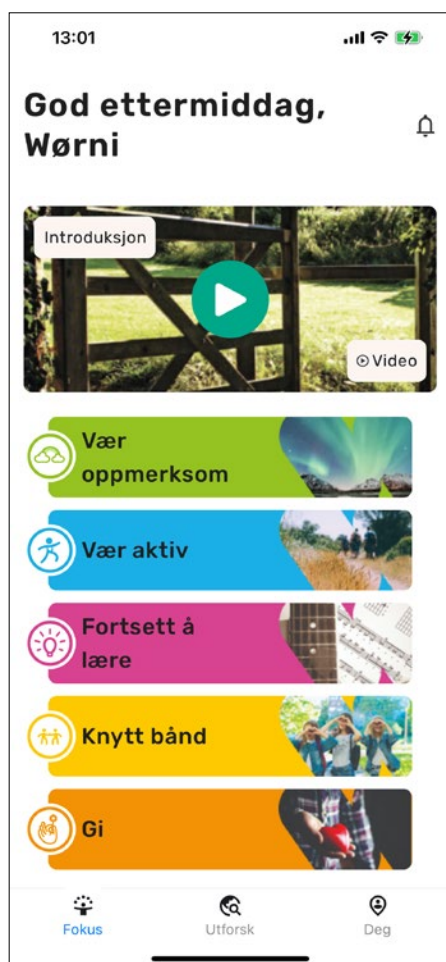 13:01
God ettermiddag,
Wørni
Introduksjon
Video
Vær
oppmerksom
Vær aktiv
Fortsett å
lære
Knytt bånd
Gi
Fokus
Utforsk
Deg